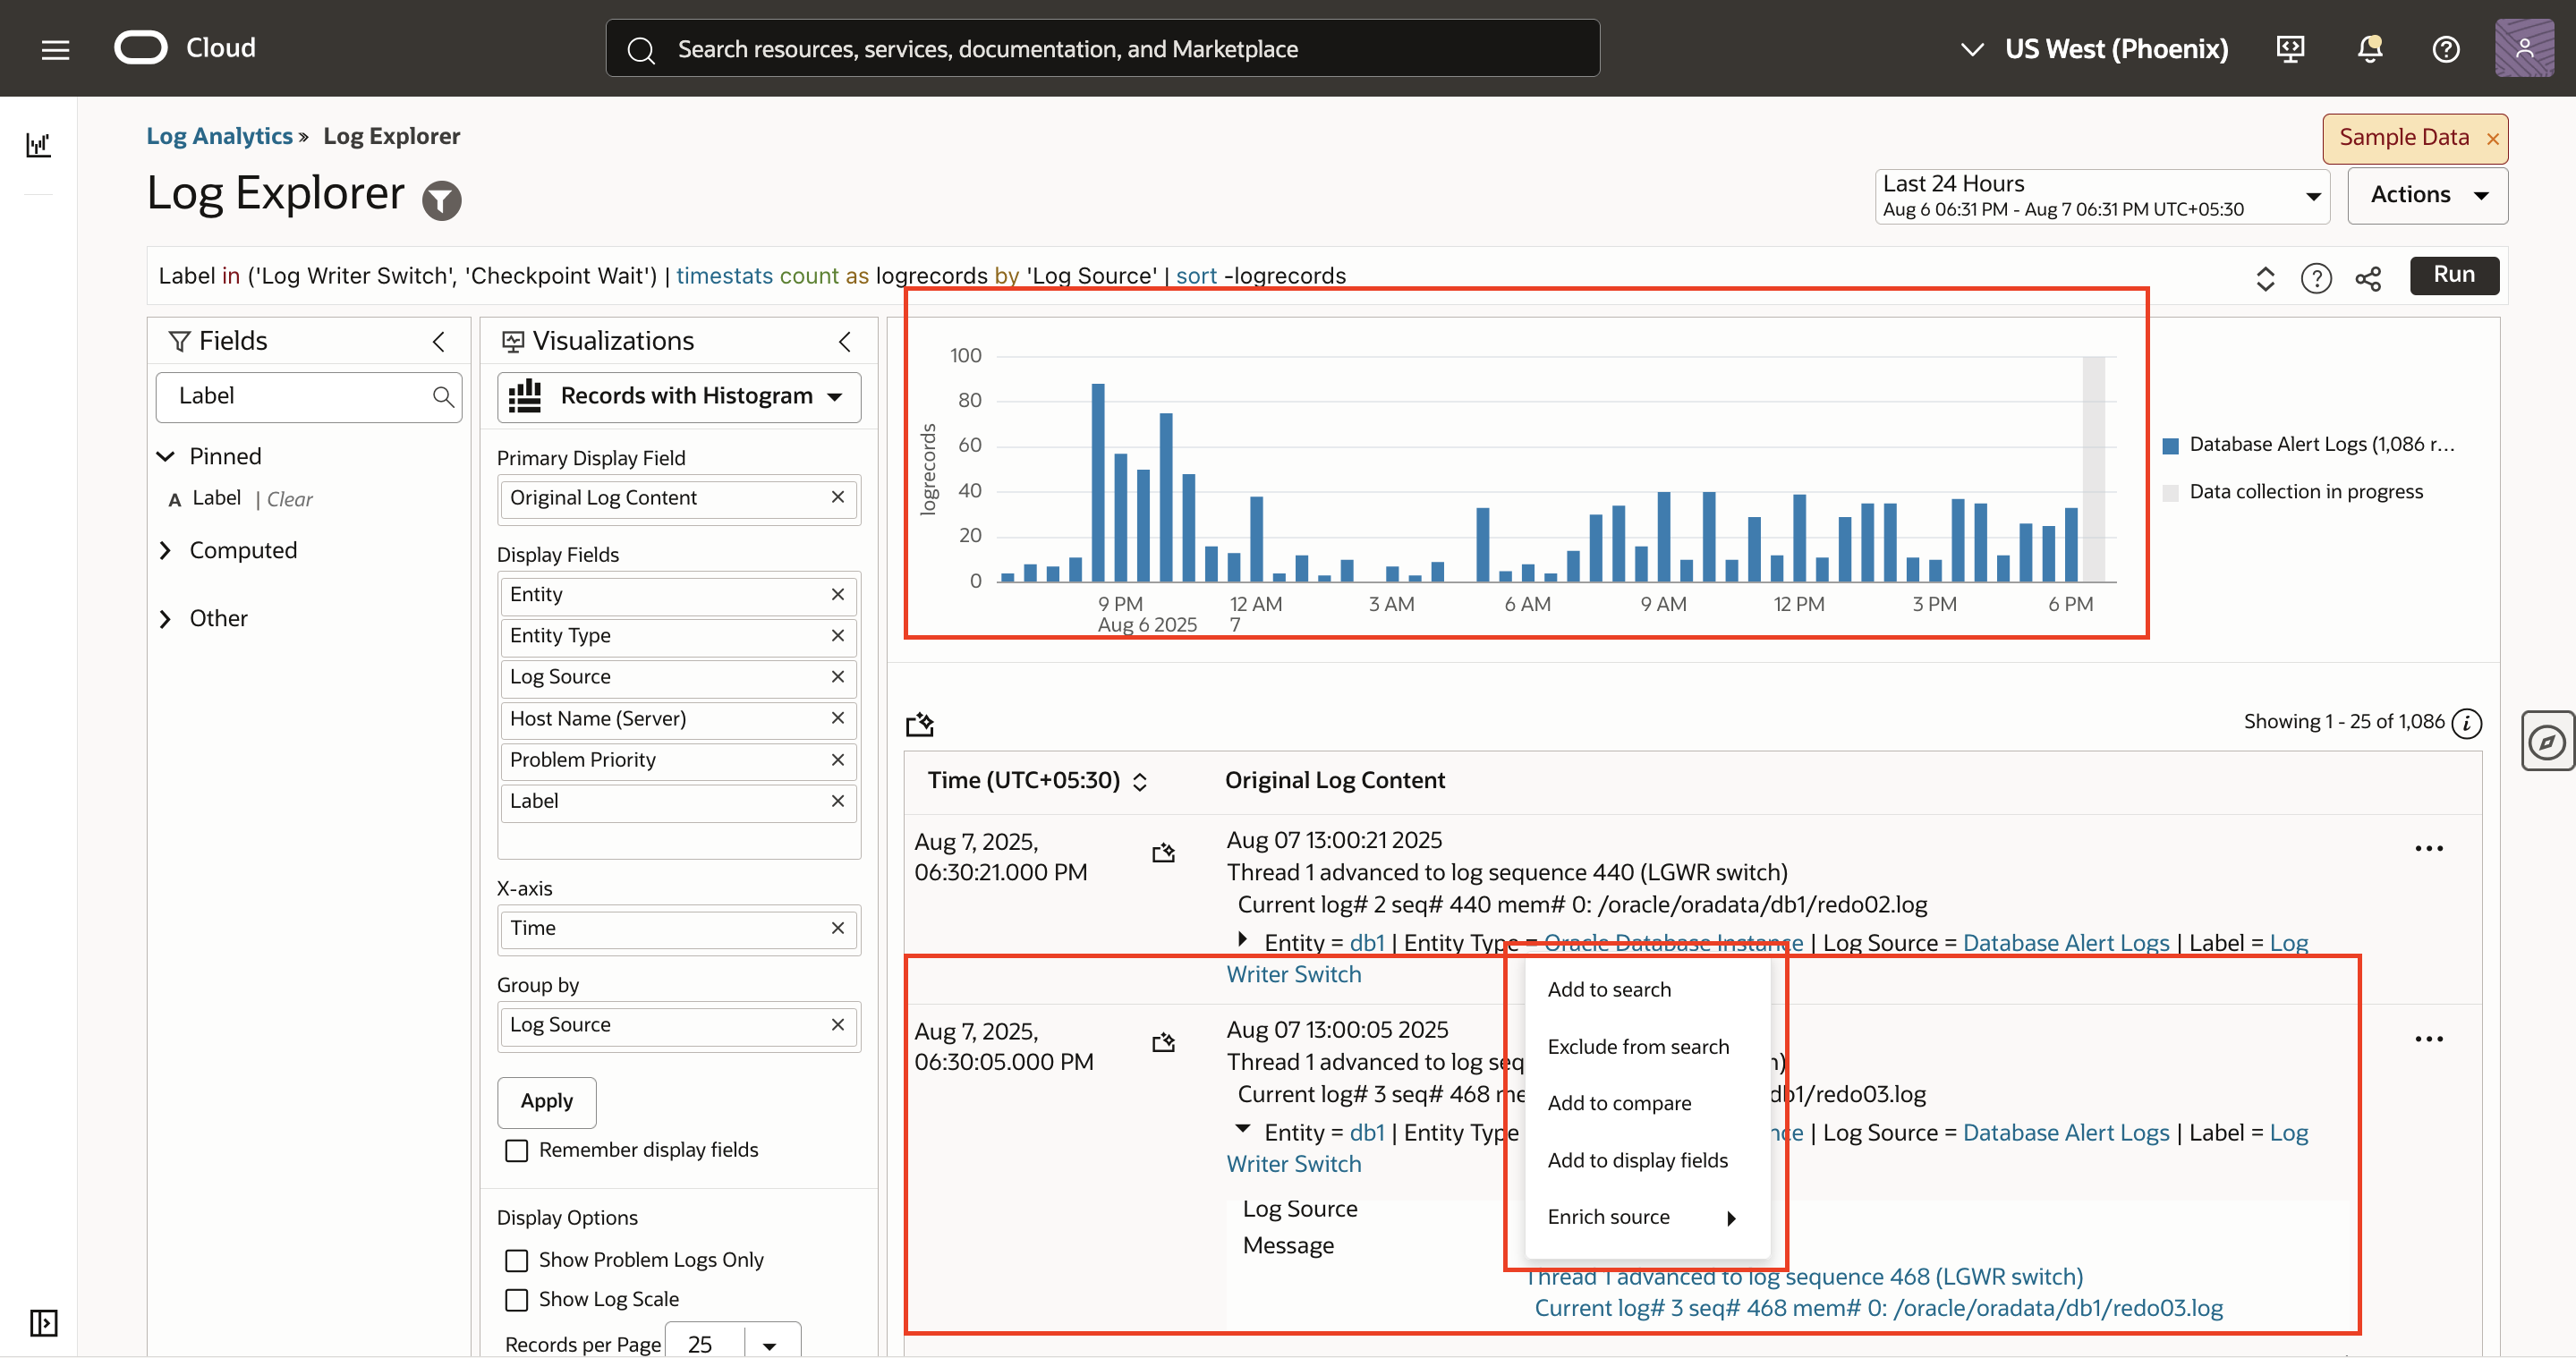 Cloud
Search resources, services, documentation, and Marketplace
US West (Phoenix)
Log Analytics » Log Explorer
Sample Data ×
Log Explorer
Last 24 Hours
Aug 6 06:31 PM - Aug 7 06:31 PM UTC+05:30
Actions
Label in ('Log Writer Switch', 'Checkpoint Wait') | timestats count as logrecords by 'Log Source' | sort -logrecords
Run
Fields
Label
Pinned
A Label | Clear
Computed
Other
Visualizations
Records with Histogram
Primary Display Field
Original Log Content
Display Fields
Entity
Entity Type
Log Source
Host Name (Server)
Problem Priority
Label
X-axis
Time
Group by
Log Source
Apply
Remember display fields
Display Options
Show Problem Logs Only
Show Log Scale
Records per Page 25
logrecords
100
80
60
40
20
0
9 PM 12 AM 3 AM 6 AM 9 AM 12 PM 3 PM 6 PM
Aug 6 2025 7
Database Alert Logs (1,086 r...
Data collection in progress
Showing 1 - 25 of 1,086
Time (UTC+05:30) Original Log Content
Aug 7, 2025,
06:30:21.000 PM
Aug 07 13:00:21 2025
Thread 1 advanced to log sequence 440 (LGWR switch)
Current log# 2 seq# 440 mem# 0: /oracle/oradata/db1/redo02.log
Entity = db1 | Entity Type = Oracle Database Instance | Log Source = Database Alert Logs | Label = Log
Writer Switch
Aug 7, 2025,
06:30:05.000 PM
Aug 07 13:00:05 2025
Thread 1 advanced to log seq h)
Current log# 3 seq# 468 me db1/redo03.log
Entity = db1 | Entity Type nce | Log Source = Database Alert Logs | Label = Log
Writer Switch
Log Source
Message
Thread 1 advanced to log sequence 468 (LGWR switch)
Current log# 3 seq# 468 mem# 0: /oracle/oradata/db1/redo03.log
Add to search
Exclude from search
Add to compare
Add to display fields
Enrich source